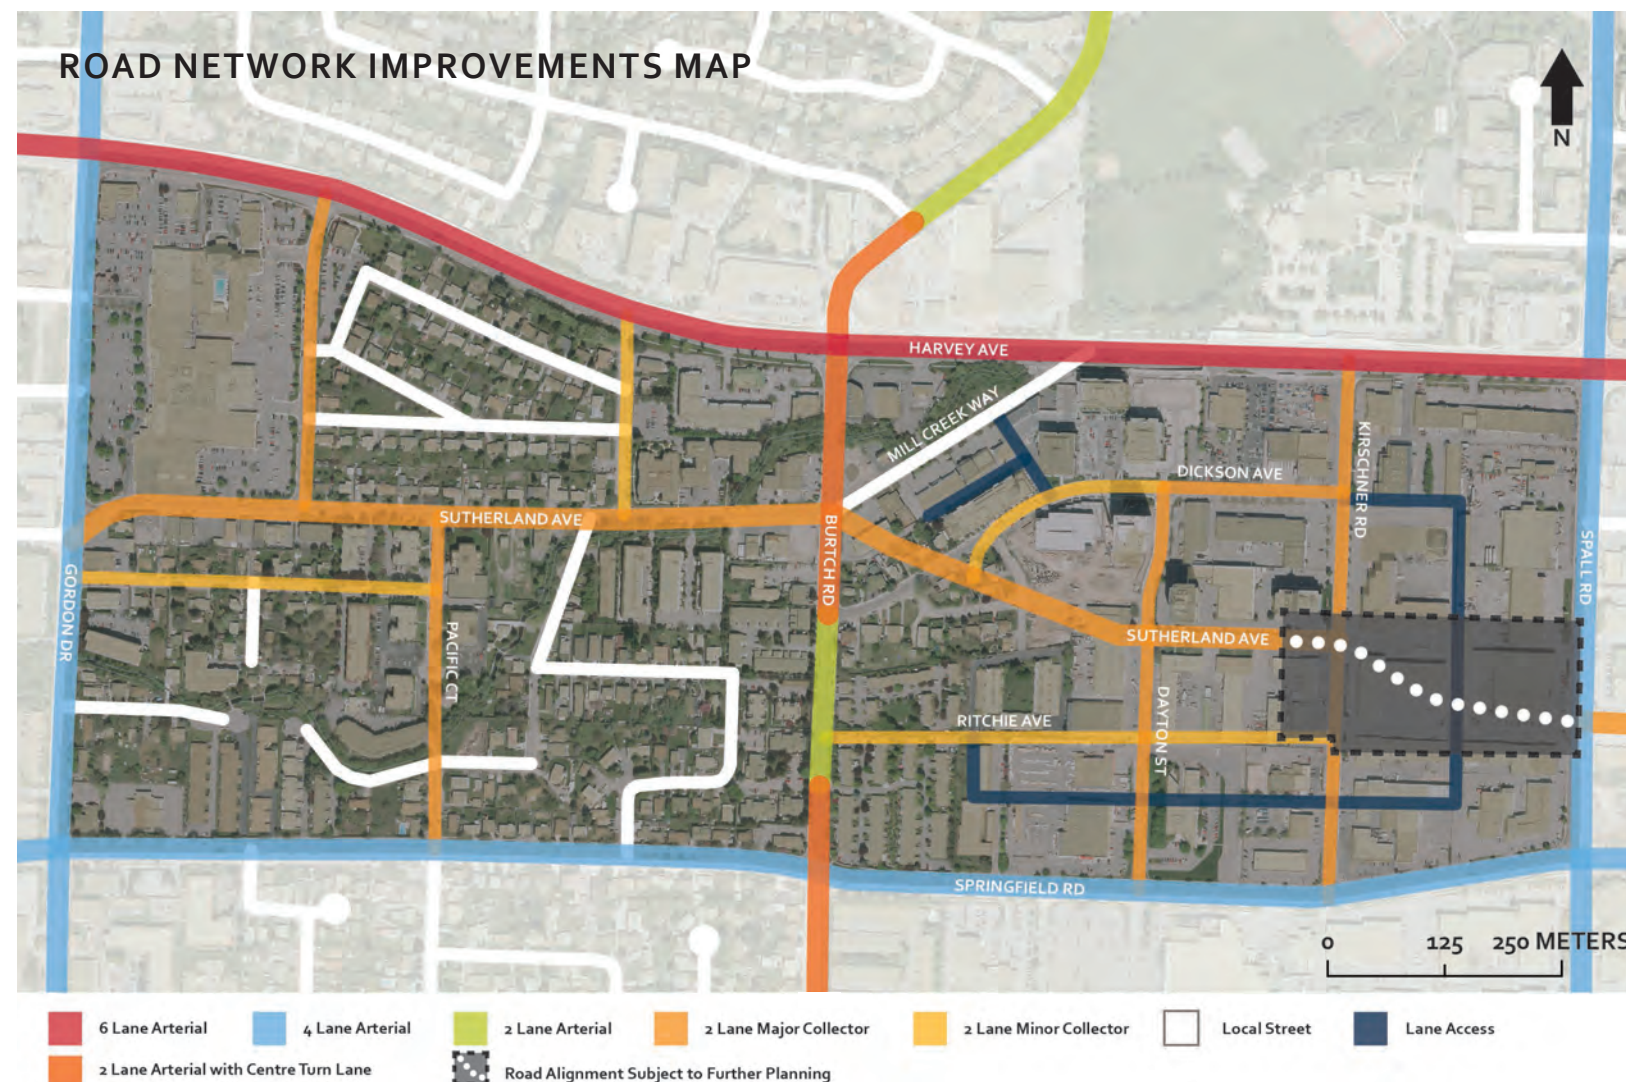 ROAD NETWORK IMPROVEMENTS MAP
N
HARVEY AVE
MILL CREEK WAY
DICKSON AVE
KIRSCHNER RD
SUTHERLAND AVE
BURTCH RD
SPALL RD
GORDON DR
PACIFIC CT
SUTHERLAND AVE
DAYTON ST
RITCHIE AVE
SPRINGFIELD RD
0 125 250 METERS
6 Lane Arterial
4 Lane Arterial
2 Lane Arterial
2 Lane Major Collector
2 Lane Minor Collector
Local Street
Lane Access
2 Lane Arterial with Centre Turn Lane
Road Alignment Subject to Further Planning